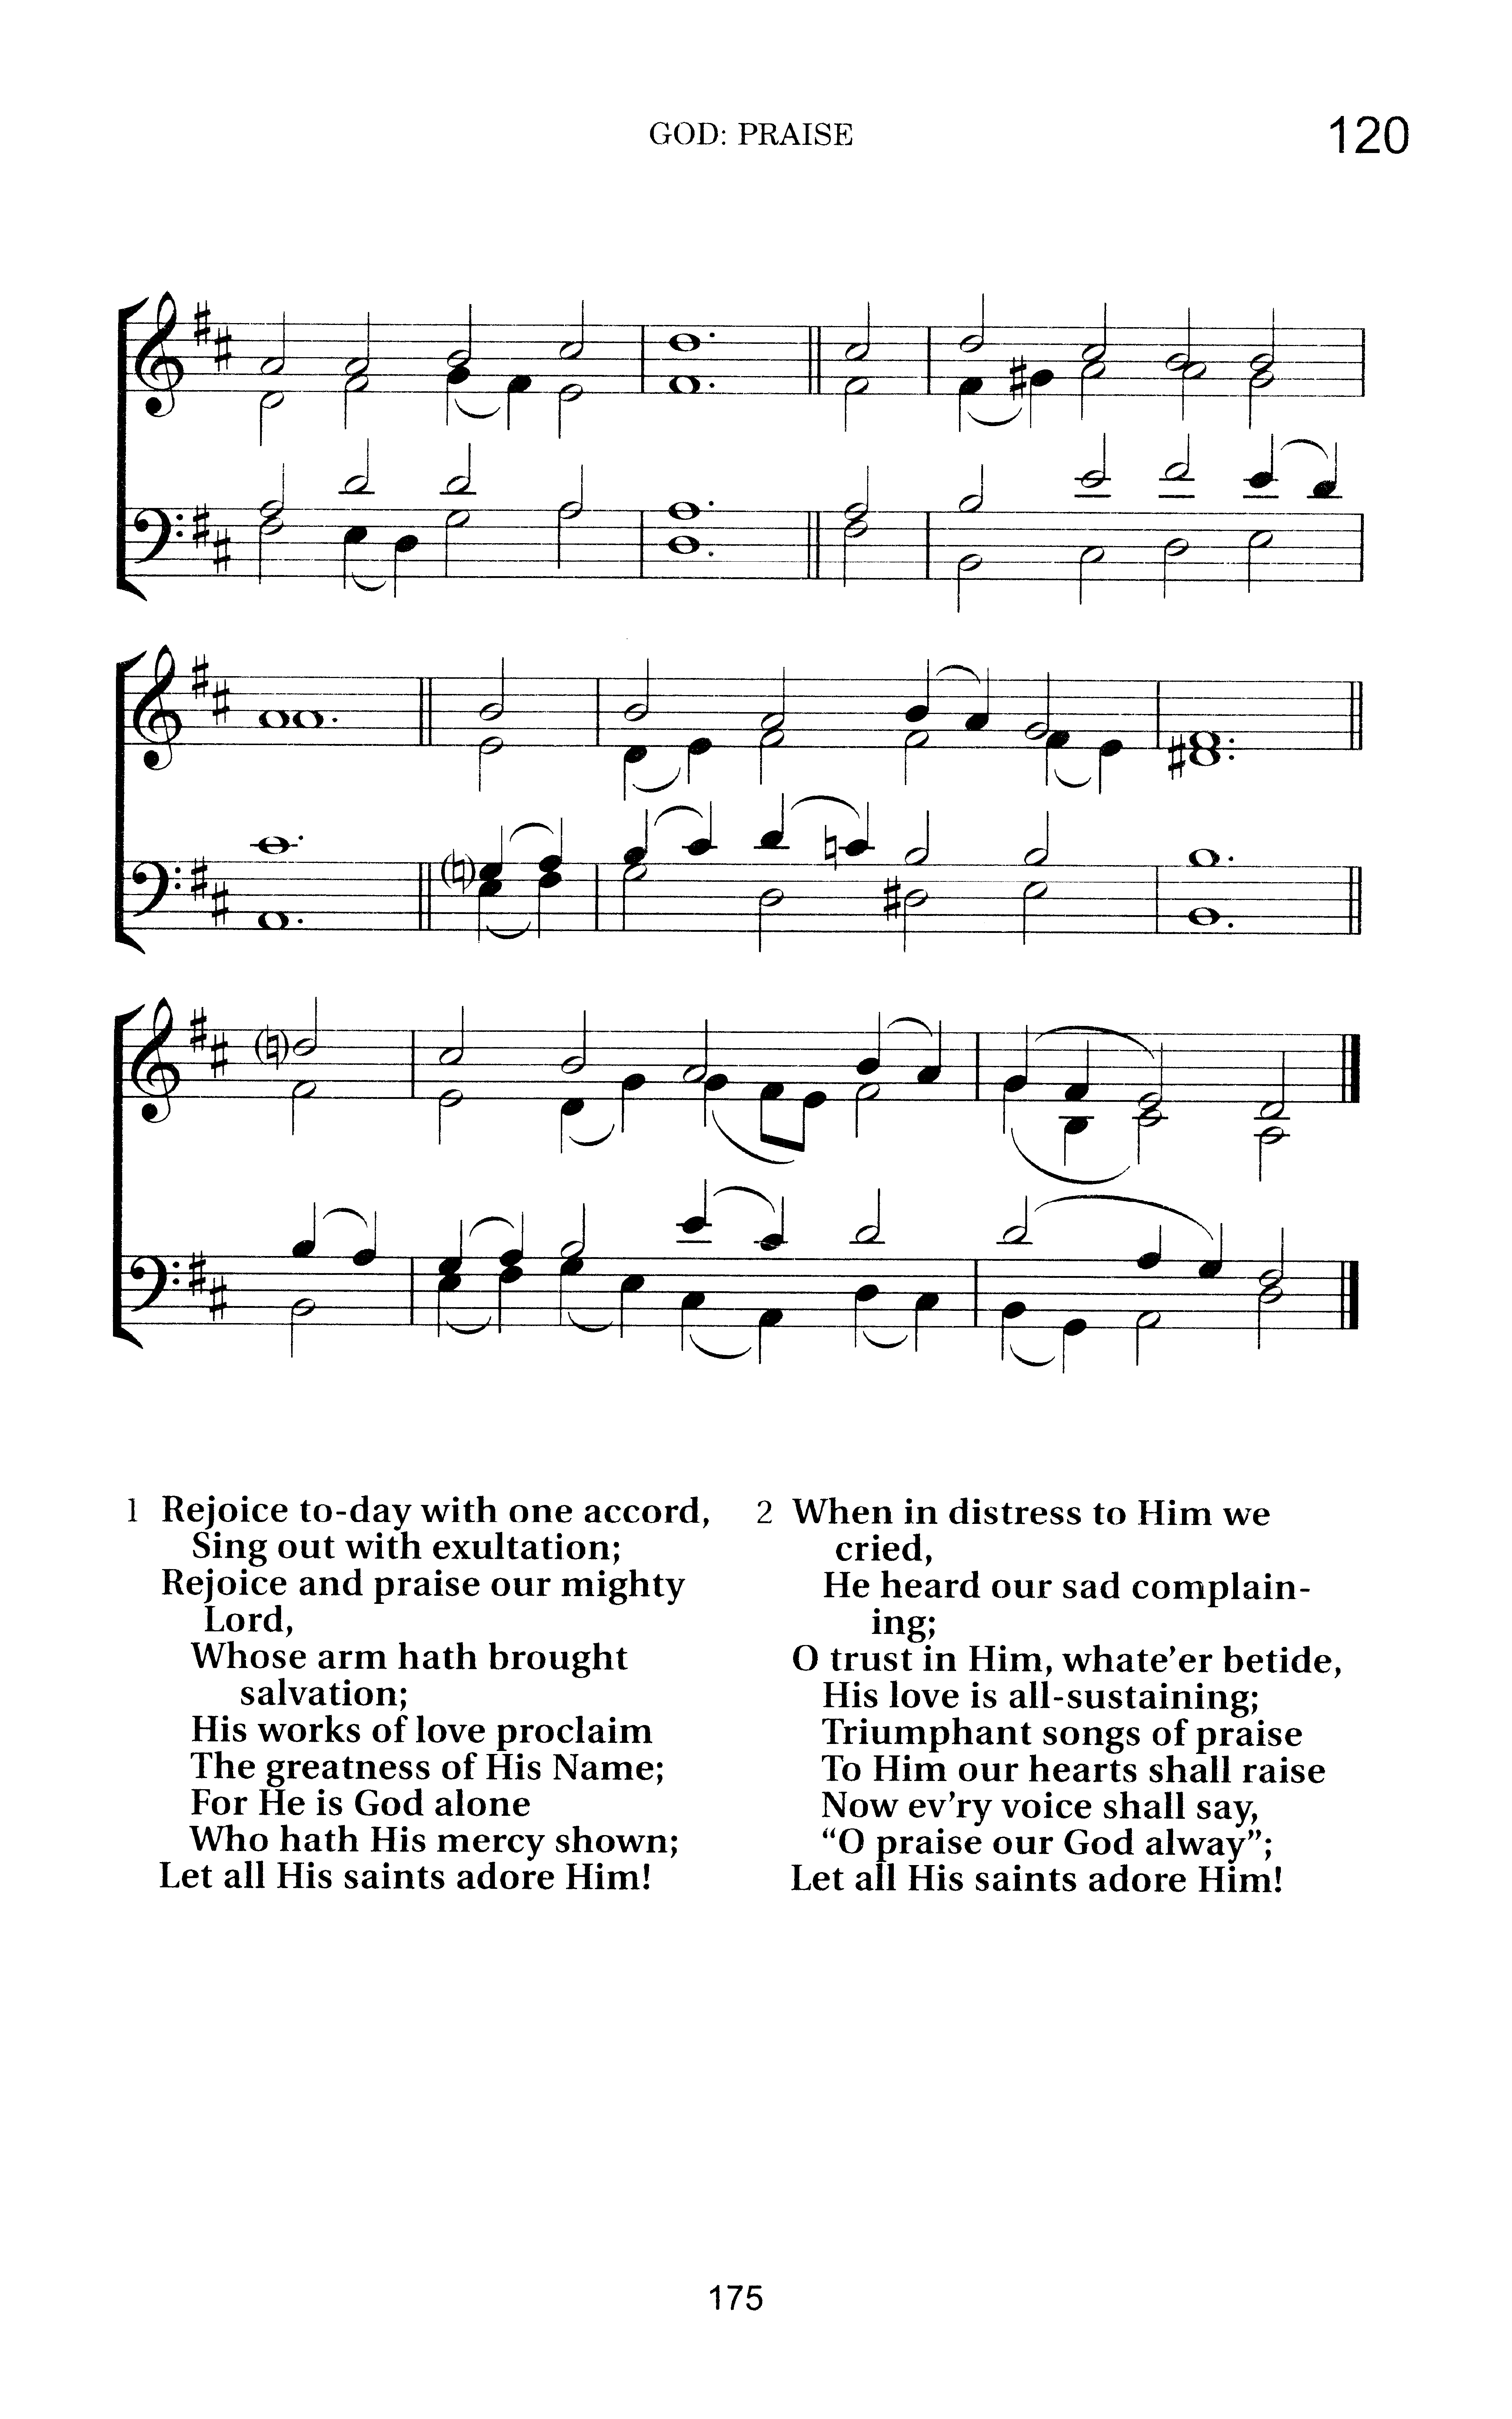 GOD: PRAISE
120
1 Rejoice to-day with one accord,
Sing out with exultation;
Rejoice and praise our mighty
Lord,
Whose arm hath brought
salvation;
His works of love proclaim
The greatness of His Name;
For He is God alone
Who hath His mercy shown;
Let all His saints adore Him!
2 When in distress to Him we
cried,
He heard our sad complain-
ing;
O trust in Him, whate’er betide,
His love is all-sustaining;
Triumphant songs of praise
To Him our hearts shall raise
Now ev’ry voice shall say,
“O praise our God alway”;
Let all His saints adore Him!
175